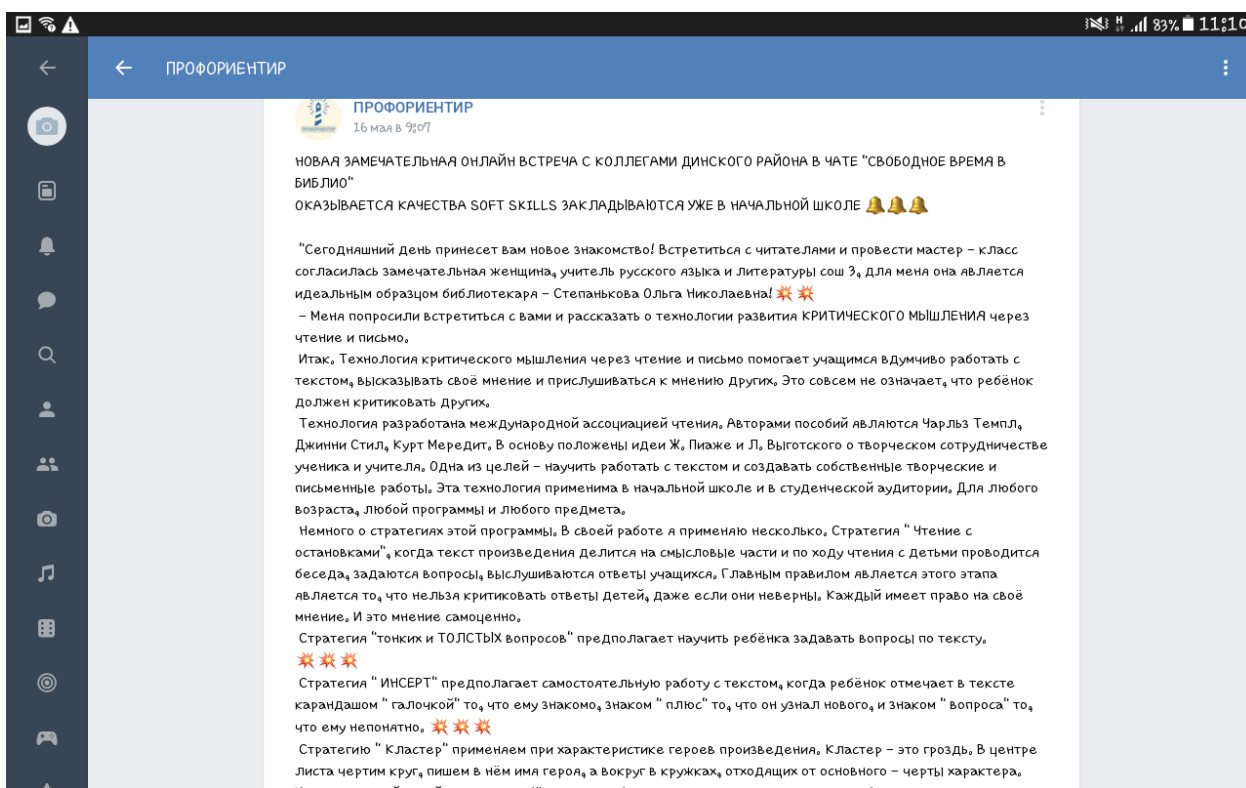 83% 11:10
ПРОФОРИЕНТИР
ПРОФОРИЕНТИР
16 мая в 9:07
НОВАЯ ЗАМЕЧАТЕЛЬНАЯ ОНЛАЙН ВСТРЕЧА С КОЛЛЕГАМИ ДИНСКОГО РАЙОНА В ЧАТЕ "СВОБОДНОЕ ВРЕМЯ В
БИБЛИО"
ОКАЗЫВАЕТСЯ КАЧЕСТВА SOFT SKILLS ЗАКЛАДЫВАЮТСЯ УЖЕ В НАЧАЛЬНОЙ ШКОЛЕ 🔔🔔🔔
"Сегодняшний день принесет вам новое знакомство! Встретиться с читателями и провести мастер – класс
согласилась замечательная женщина, учитель русского языка и литературы сош 3, для меня она является
идеальным образцом библиотекаря – Степанькова Ольга Николаевна! 💥 💥
– Меня попросили встретиться с вами и рассказать о технологии развития КРИТИЧЕСКОГО МЫШЛЕНИЯ через
чтение и письмо.
Итак. Технология критического мышления через чтение и письмо помогает учащимся вдумчиво работать с
текстом, высказывать своё мнение и прислушиваться к мнению других. Это совсем не означает, что ребёнок
должен критиковать других.
Технология разработана международной ассоциацией чтения. Авторами пособий являются Чарльз Темпл,
Джинни Стил, Курт Мередит. В основу положены идеи Ж. Пиаже и Л. Выготского о творческом сотрудничестве
ученика и учителя. Одна из целей – научить работать с текстом и создавать собственные творческие и
письменные работы. Эта технология применима в начальной школе и в студенческой аудитории. Для любого
возраста, любой программы и любого предмета.
Немного о стратегиях этой программы. В своей работе я применяю несколько. Стратегия " Чтение с
остановками", когда текст произведения делится на смысловые части и по ходу чтения с детьми проводится
беседа, задаются вопросы, выслушиваются ответы учащихся. Главным правилом является этого этапа
является то, что нельзя критиковать ответы детей, даже если они неверны. Каждый имеет право на своё
мнение. И это мнение самоценно.
Стратегия "тонких и ТОЛСТЫХ вопросов" предполагает научить ребёнка задавать вопросы по тексту.
💥 💥 💥
Стратегия " ИНСЕРТ" предполагает самостоятельную работу с текстом, когда ребёнок отмечает в тексте
карандашом " галочкой" то, что ему знакомо, знаком " плюс" то, что он узнал нового, и знаком " вопроса" то,
что ему непонятно. 💥 💥 💥
Стратегию " Кластер" применяем при характеристике героев произведения. Кластер – это гроздь. В центре
листа чертим круг, пишем в нём имя героя, а вокруг в кружках, отходящих от основного – черты характера.